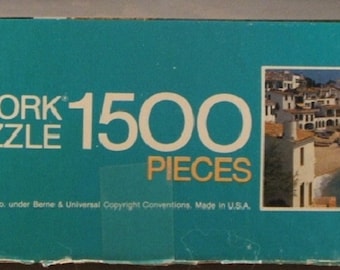 ORK® 1500
ZZLE
PIECES
o. under Berne & Universal Copyright Conventions. Made in U.S.A.